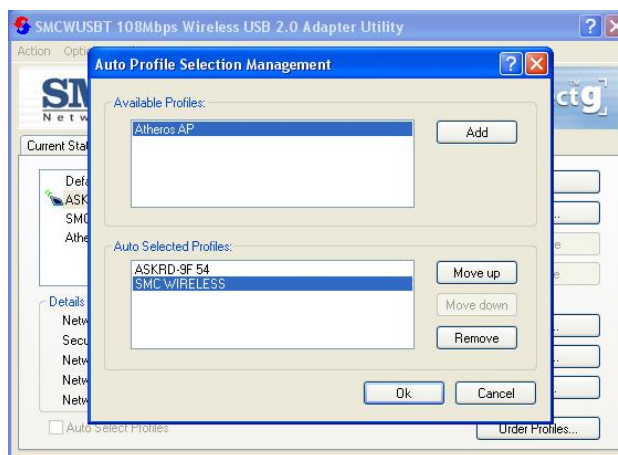 SMCWUSBT 108Mbps Wireless USB 2.0 Adapter Utility
Action
Auto Profile Selection Management
Available Profiles:
Atheros AP
Add
Current
Auto Selected Profiles:
ASKRD-9F 54
SMC WIRELESS
Move up
Move down
Remove
Details
Ok
Cancel
Auto Select Profiles
Order Profiles...